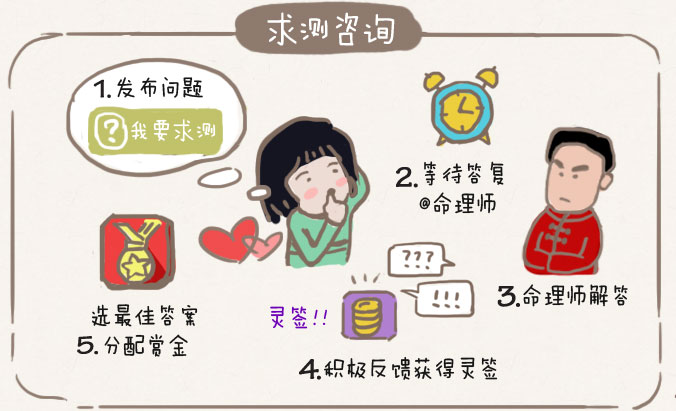 求测咨询
1.发布问题
?我要求测
2.等待答复
@命理师
3.命理师解答
???
!!!
灵签!!
4.积极反馈获得灵签
选最佳答案
5.分配赏金